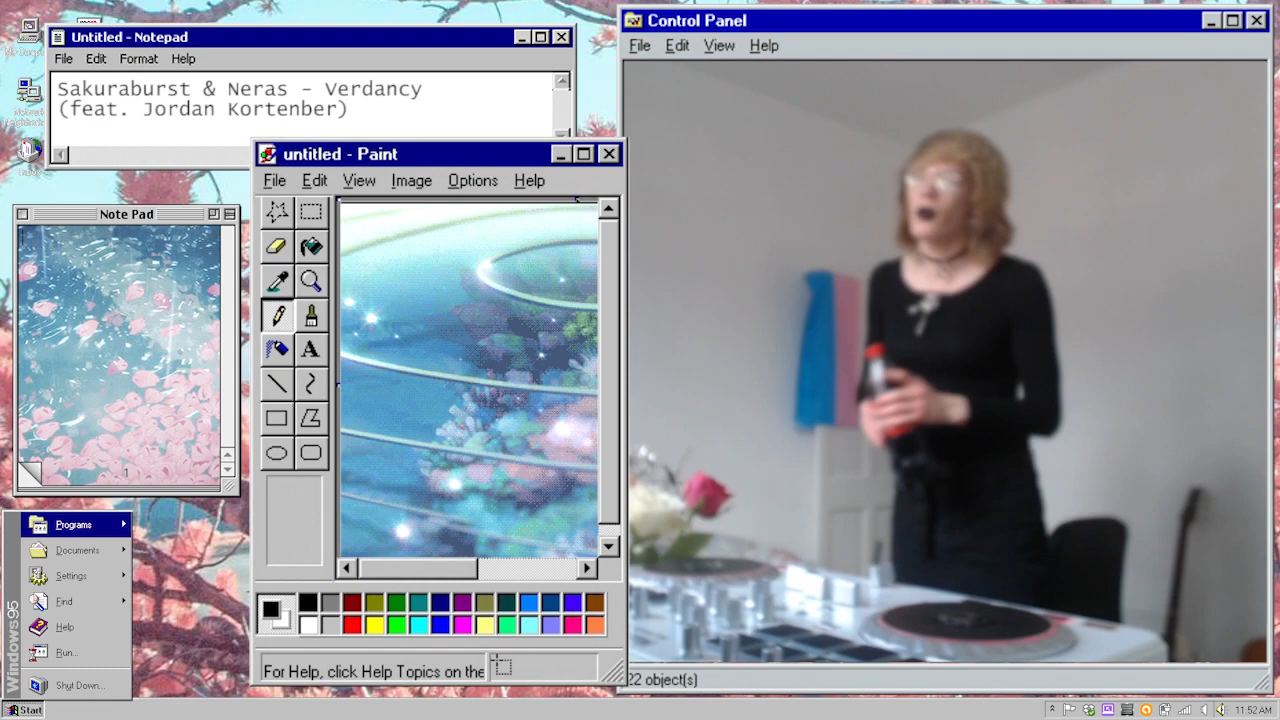 Untitled - Notepad
File Edit Format Help
Sakuraburst & Neras - Verdancy
(feat. Jordan Kortenber)
Note Pad
1
untitled - Paint
File Edit View Image Options Help
A
For Help, click Help Topics on the
Control Panel
File Edit View Help
22 object(s)
Programs
Documents
Settings
Find
Help
Run...
Shut Down...
Windows95
Start
11:52 AM